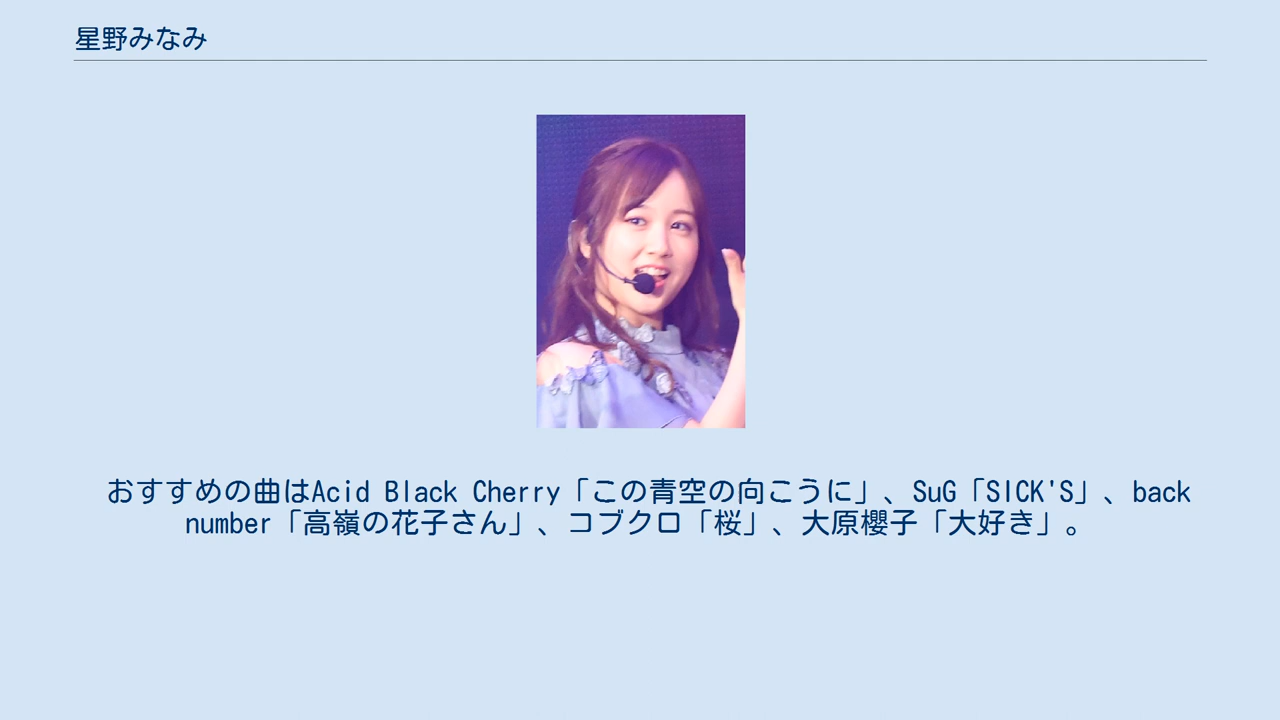 星野みなみ
おすすめの曲はAcid Black Cherry「この青空の向こうに」、SuG「SICK'S」、back
number「高嶺の花子さん」、コブクロ「桜」、大原櫻子「大好き」。